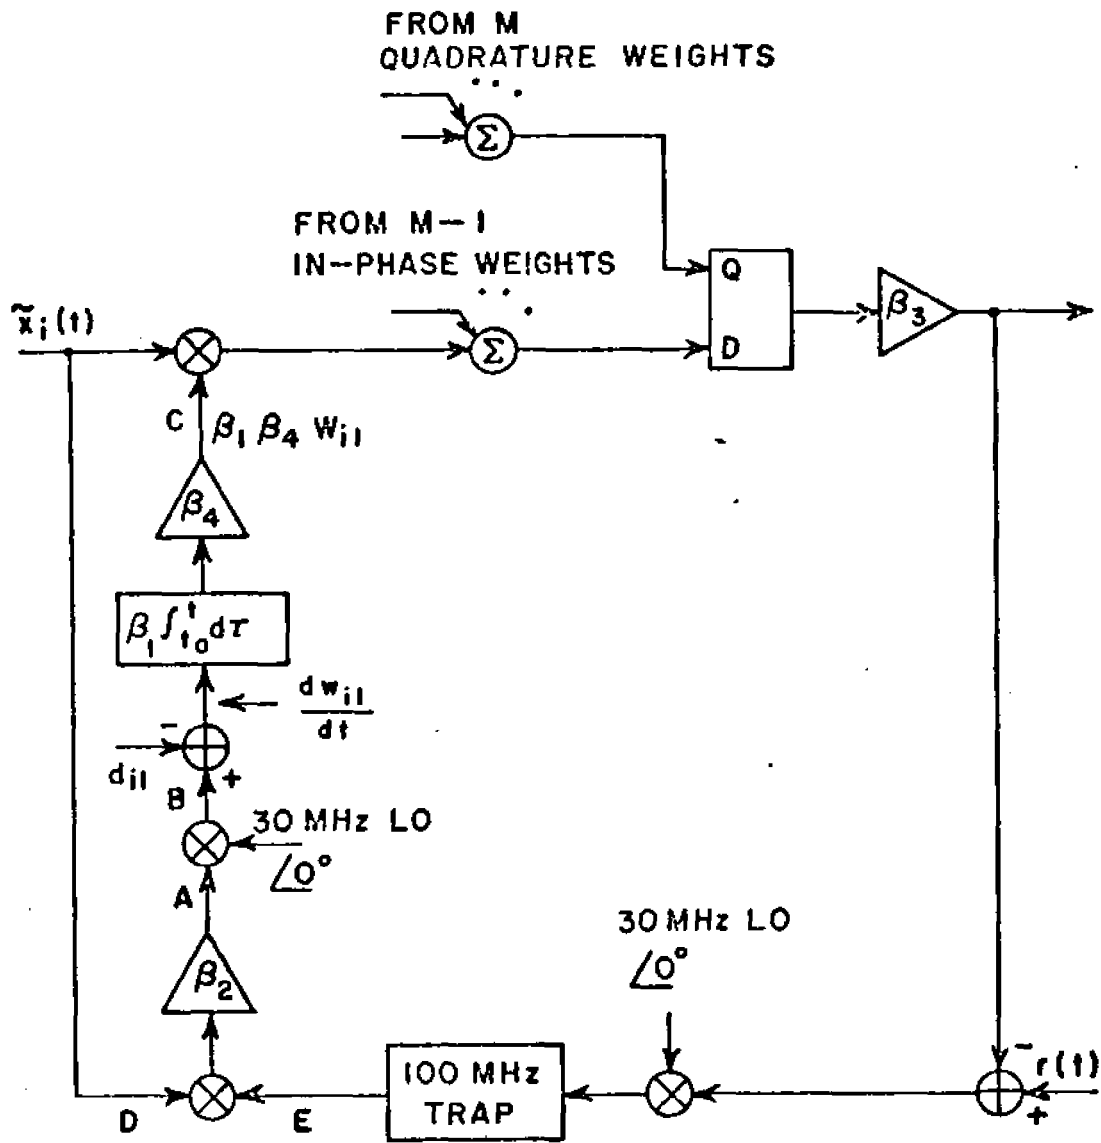 FROM M
QUADRATURE WEIGHTS
Σ
FROM M-1
IN-PHASE WEIGHTS
Q
β₃
x̃ᵢ(t)
Σ
D
C
β₁ β₄ Wᵢ₁
β₄
β₁ ∫ₜ₀ᵗ dτ
dwᵢ₁
dt
-
dᵢ₁
+
B
30 MHz LO
∠0°
A
30 MHz LO
∠0°
β₂
100 MHz
TRAP
- r(t)
+
D
E